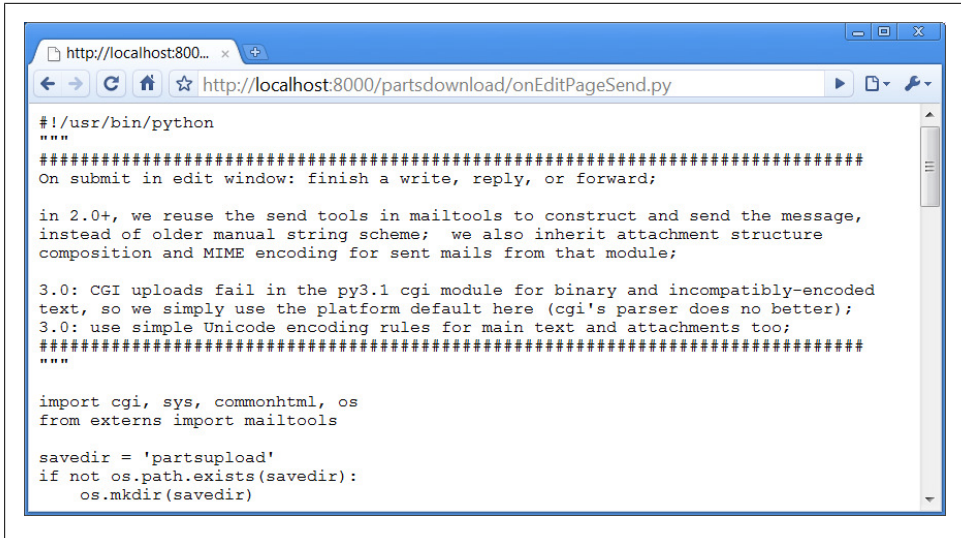 http://localhost:800...
http://localhost:8000/partsdownload/onEditPageSend.py
#!/usr/bin/python
"""
################################################################################
On submit in edit window: finish a write, reply, or forward;
in 2.0+, we reuse the send tools in mailtools to construct and send the message,
instead of older manual string scheme;  we also inherit attachment structure
composition and MIME encoding for sent mails from that module;
3.0: CGI uploads fail in the py3.1 cgi module for binary and incompatibly-encoded
text, so we simply use the platform default here (cgi's parser does no better);
3.0: use simple Unicode encoding rules for main text and attachments too;
################################################################################
"""
import cgi, sys, commonhtml, os
from externs import mailtools
savedir = 'partsupload'
if not os.path.exists(savedir):
    os.mkdir(savedir)